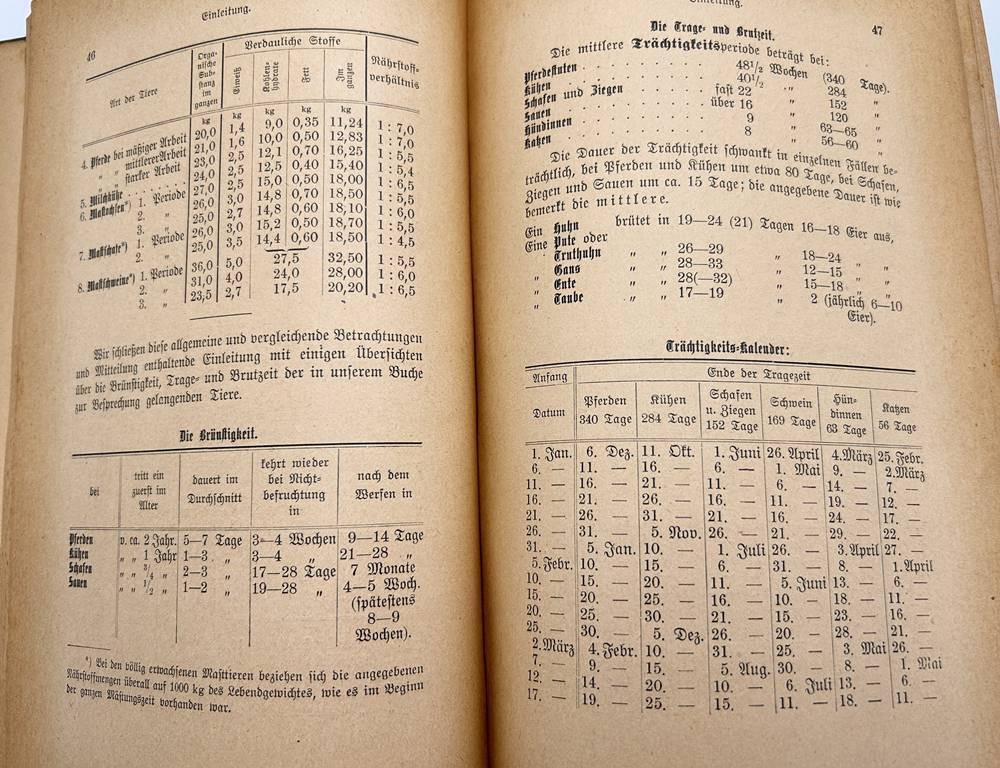 46
Einleitung.
Art der Tiere | Orga-nische Sub-stanz im ganzen | Verdauliche Stoffe | Nährstoff-verhältnis
Eiweiß | Kohlen-hydrate | Fett | Im ganzen
kg | kg | kg | kg | kg
4. Pferde bei mäßiger Arbeit 20,0 1,4 9,0 0,35 11,24 1 : 7,0
„ „ mittlerer Arbeit 21,0 1,6 10,0 0,50 12,83 1 : 7,0
„ „ starker Arbeit 23,0 2,5 12,1 0,70 16,25 1 : 5,5
5. Milchkühe . . . . . . . . 24,0 2,5 12,5 0,40 15,40 1 : 5,4
6. Mastochsen*) 1. Periode 27,0 2,5 15,0 0,50 18,00 1 : 6,5
2. „ 26,0 3,0 14,8 0,70 18,50 1 : 5,5
3. „ 25,0 2,7 14,8 0,60 18,10 1 : 6,0
7. Mastschafe*) 1. Periode 26,0 3,0 15,2 0,50 18,70 1 : 5,5
2. „ 25,0 3,5 14,4 0,60 18,50 1 : 4,5
8. Mastschweine*) 1. Periode 36,0 5,0 27,5 32,50 1 : 5,5
2. „ 31,0 4,0 24,0 28,00 1 : 6,0
3. „ 23,5 2,7 17,5 20,20 1 : 6,5
Wir schließen diese allgemeine und vergleichende Betrachtungen
und Mitteilung enthaltende Einleitung mit einigen Übersichten
über die Brünstigkeit, Trage- und Brutzeit der in unserem Buche
zur Besprechung gelangenden Tiere.
Die Brünstigkeit.
bei | tritt ein zuerst im Alter | dauert im Durchschnitt | kehrt wieder bei Nicht-befruchtung in | nach dem Werfen in
Pferden v. ca. 2 Jahr. 5—7 Tage 3—4 Wochen 9—14 Tage
Kühen „ „ 1 Jahr 1—3 „ 3—4 „ 21—28 „
Schafen „ „ 3/4 „ 2—3 „ 17—28 Tage 7 Monate
Sauen „ „ 1/2 „ 1—2 „ 19—28 „ 4—5 Woch.
(spätestens
8—9
Wochen).
*) Bei den völlig erwachsenen Masttieren beziehen sich die angegebenen
Nährstoffmengen überall auf 1000 kg des Lebendgewichtes, wie es im Beginn
der ganzen Mästungszeit vorhanden war.
Einleitung.
47
Die Trage- und Brutzeit.
Die mittlere Trächtigkeitsperiode beträgt bei:
Pferdestuten . . . . . . . 48 1/2 Wochen (340 Tage).
Kühen . . . . . . . 40 1/2 „ 284 „
Schafen und Ziegen . . . . . . . fast 22 „ 152 „
Sauen . . . . . . . über 16 „ 120 „
Hündinnen . . . . . . . 9 „ 63—65 „
Katzen . . . . . . . 8 „ 56—60 „
Die Dauer der Trächtigkeit schwankt in einzelnen Fällen be-
trächtlich, bei Pferden und Kühen um etwa 80 Tage, bei Schafen,
Ziegen und Sauen um ca. 15 Tage; die angegebene Dauer ist wie
bemerkt die mittlere.
Ein Huhn brütet in 19—24 (21) Tagen 16—18 Eier aus,
Eine Pute oder
Truthuhn „ „ 26—29 „ 18—24 „ „
„ Gans „ „ 28—33 „ 12—15 „ „
„ Ente „ „ 28(—32) „ 15—18 „ „
„ Taube „ „ 17—19 „ 2 (jährlich 6—10
Eier).
Trächtigkeits-Kalender:
Anfang | Ende der Tragezeit
Datum | Pferden 340 Tage | Kühen 284 Tage | Schafen u. Ziegen 152 Tage | Schwein 169 Tage | Hün-dinnen 63 Tage | Katzen 56 Tage
1. Jan. 6. Dez. 11. Okt. 1. Juni 26. April 4. März 25. Febr.
6. — 11. — 16. — 6. — 1. Mai 9. — 2. März
11. — 16. — 21. — 11. — 6. — 14. — 7. —
16. — 21. — 26. — 16. — 11. — 19. — 12. —
21. — 26. — 31. — 21. — 16. — 24. — 17. —
26. — 31. — 5. Nov. 26. — 21. — 29. — 22. —
31. — 5. Jan. 10. — 1. Juli 26. — 3. April 27. —
5. Febr. 10. — 15. — 6. — 31. — 8. — 1. April
10. — 15. — 20. — 11. — 5. Juni 13. — 6. —
15. — 20. — 25. — 16. — 10. — 18. — 11. —
20. — 25. — 30. — 21. — 15. — 23. — 16. —
25. — 30. — 5. Dez. 26. — 20. — 28. — 21. —
2. März 4. Febr. 10. — 31. — 25. — 3. Mai 26. —
7. — 9. — 15. — 5. Aug. 30. — 8. — 1. Mai
12. — 14. — 20. — 10. — 6. Juli 13. — 6. —
17. — 19. — 25. — 15. — 11. — 18. — 11. —